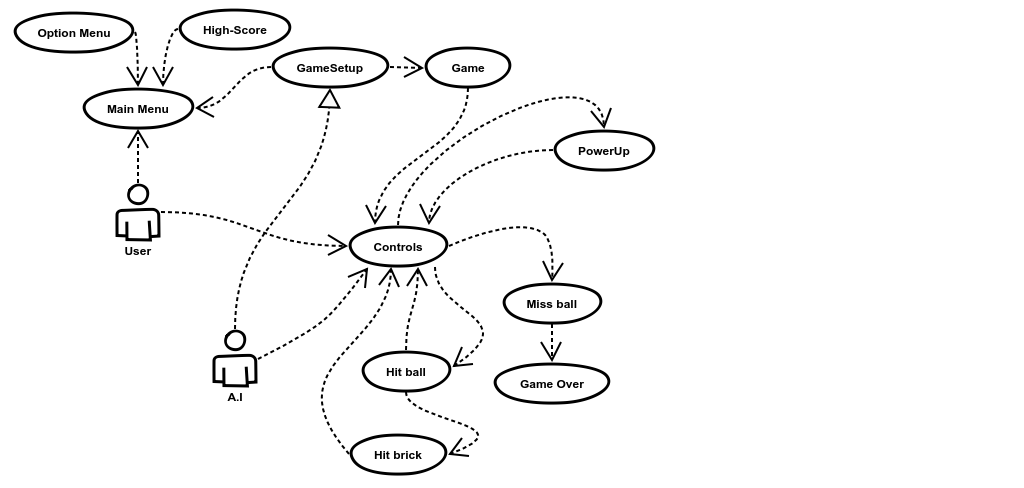 Option Menu
High-Score
GameSetup
Game
Main Menu
PowerUp
User
Controls
Miss ball
Hit ball
Game Over
A.I
Hit brick